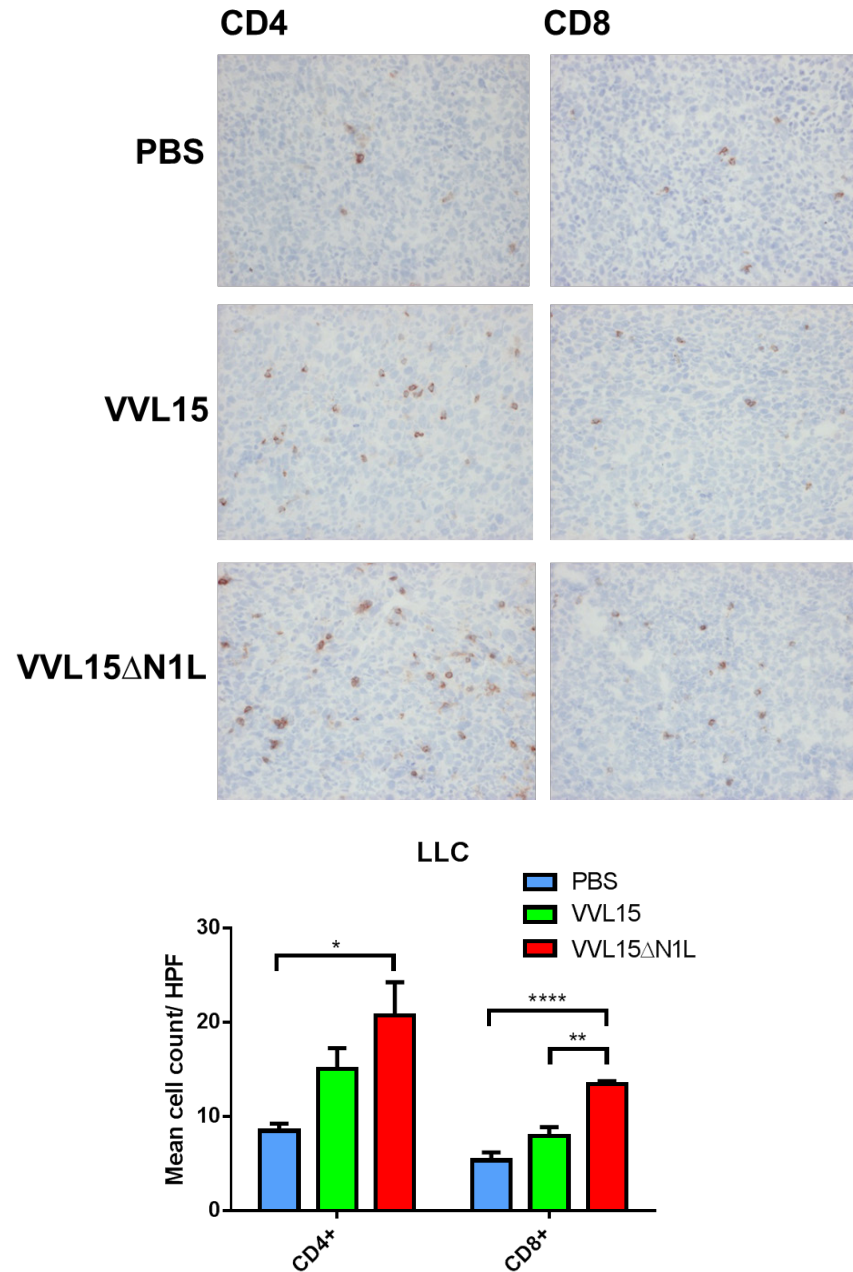 CD4 CD8
PBS
VVL15
VVL15ΔN1L
LLC
PBS
VVL15
VVL15ΔN1L
Mean cell count/ HPF
30
20
10
0
*
****
**
CD4+
CD8+